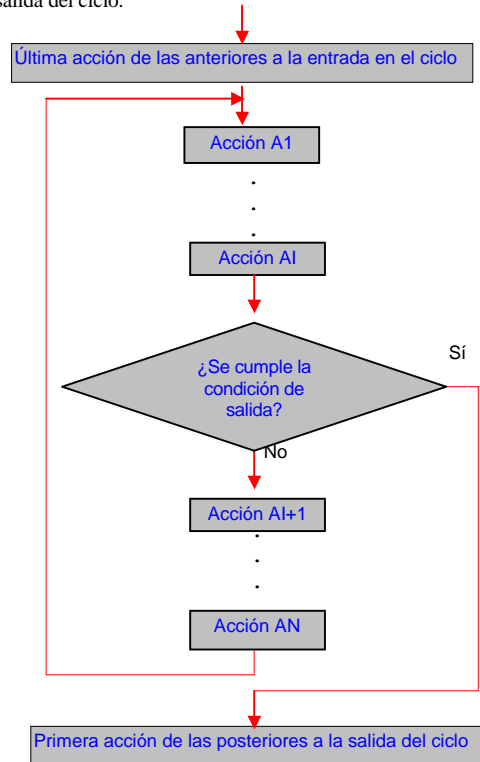 salida del ciclo.
Última acción de las anteriores a la entrada en el ciclo
Acción A1
.
.
.
Acción AI
¿Se cumple la
condición de
salida?
Sí
No
Acción AI+1
.
.
.
Acción AN
Primera acción de las posteriores a la salida del ciclo